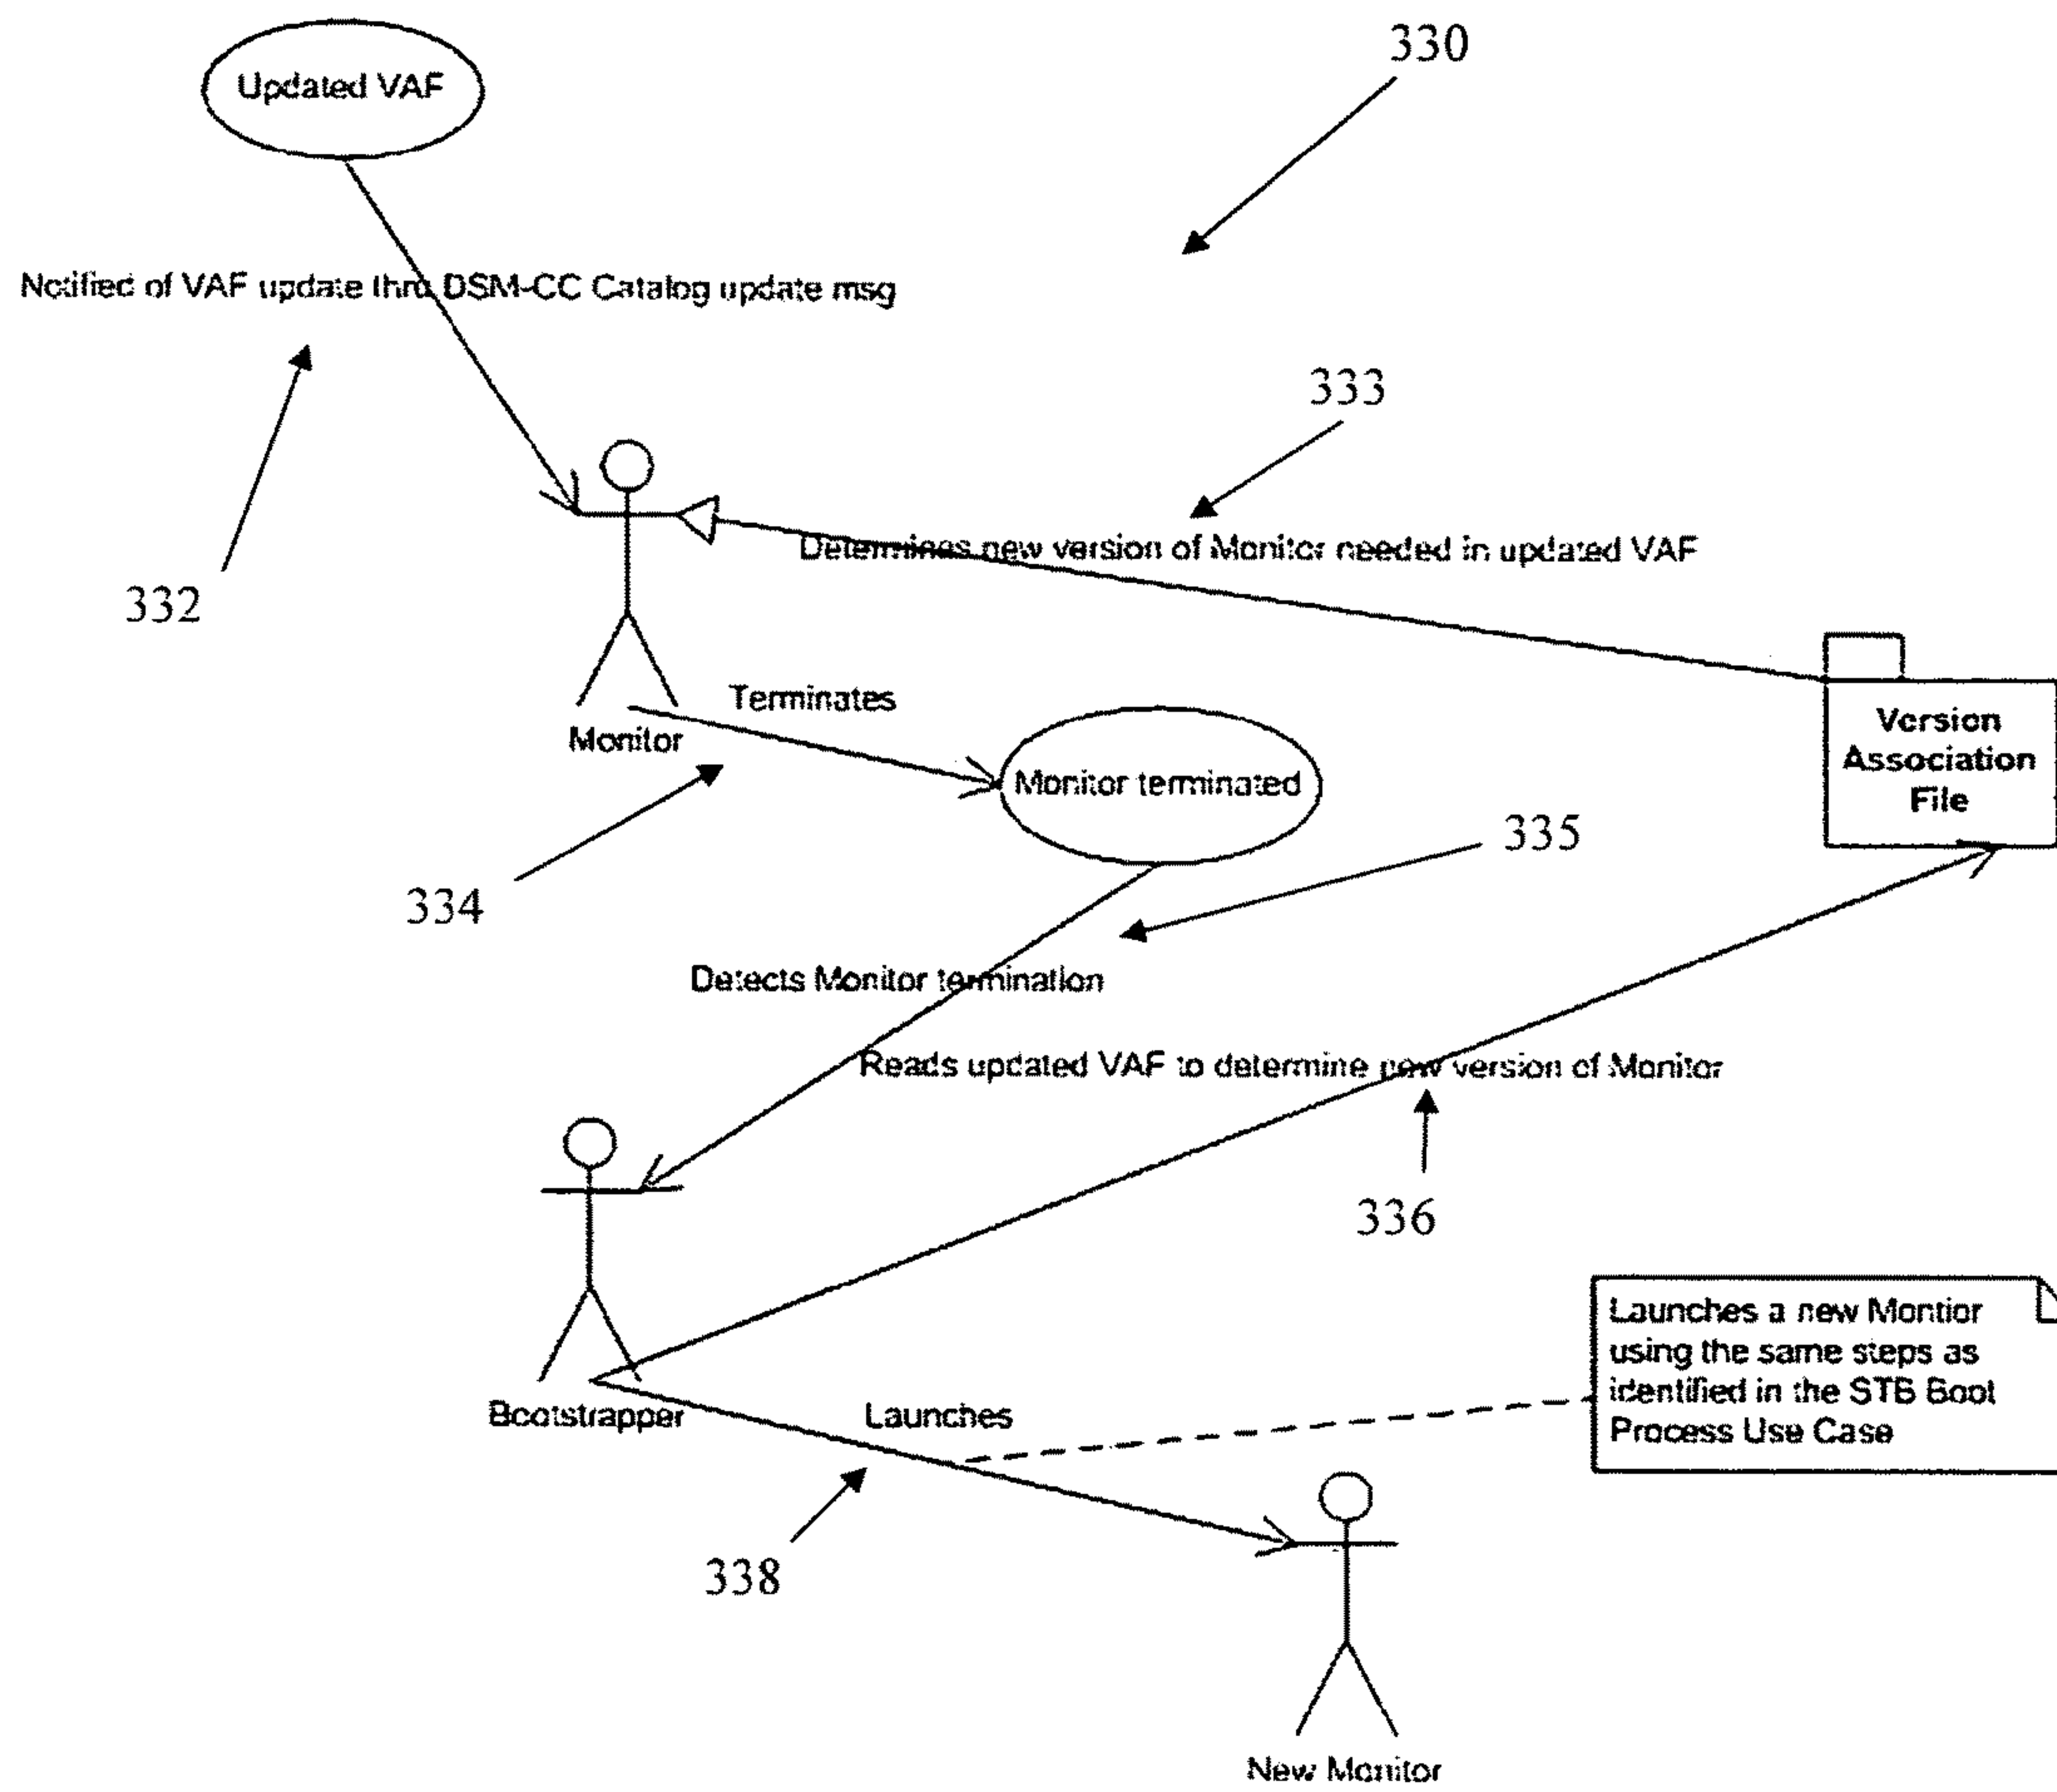 330
Updated VAF
Notified of VAF update thru DSM-CC Catalog update msg
333
Determines new version of Monitor needed in updated VAF
332
Terminates
Monitor
Version
Association
File
Monitor terminated
335
334
Detects Monitor termination
Reads updated VAF to determine new version of Monitor
336
Launches a new Montior
using the same steps as
identified in the STB Boot
Process Use Case
Bootstrapper
Launches
338
New Monitor